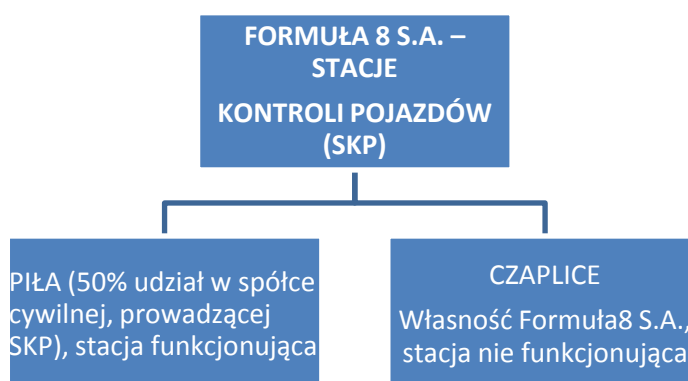 FORMUŁA 8 S.A. –
STACJE
KONTROLI POJAZDÓW
(SKP)
PIŁA (50% udział w spółce
cywilnej, prowadzącej
SKP), stacja funkcjonująca
CZAPLICE
Własność Formuła8 S.A.,
stacja nie funkcjonująca